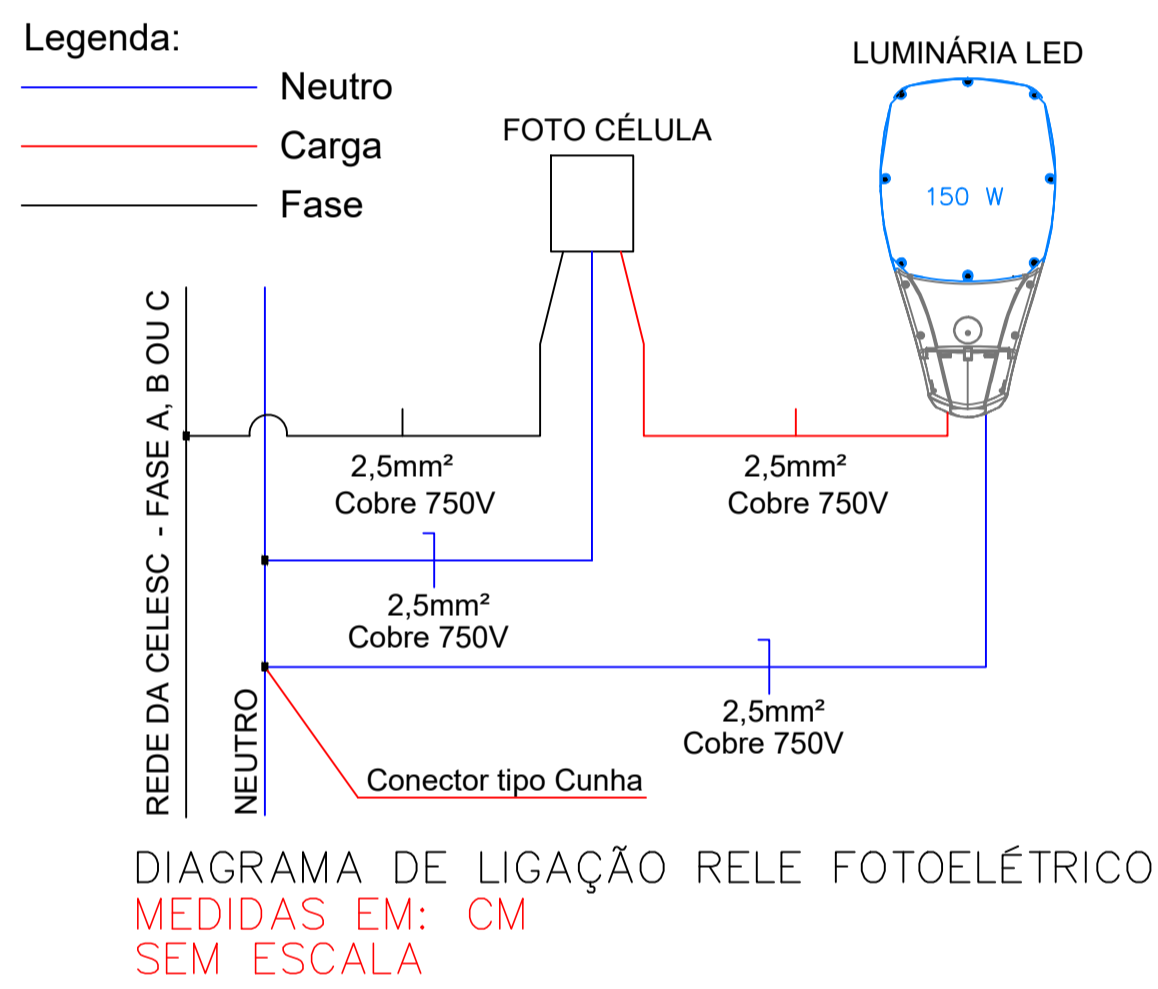 Legenda:
Neutro
Carga
Fase
LUMINÁRIA LED
FOTO CÉLULA
150 W
REDE DA CELESC - FASE A, B OU C
NEUTRO
2,5mm²
Cobre 750V
2,5mm²
Cobre 750V
2,5mm²
Cobre 750V
2,5mm²
Cobre 750V
Conector tipo Cunha
DIAGRAMA DE LIGAÇÃO RELE FOTOELÉTRICO
MEDIDAS EM: CM
SEM ESCALA